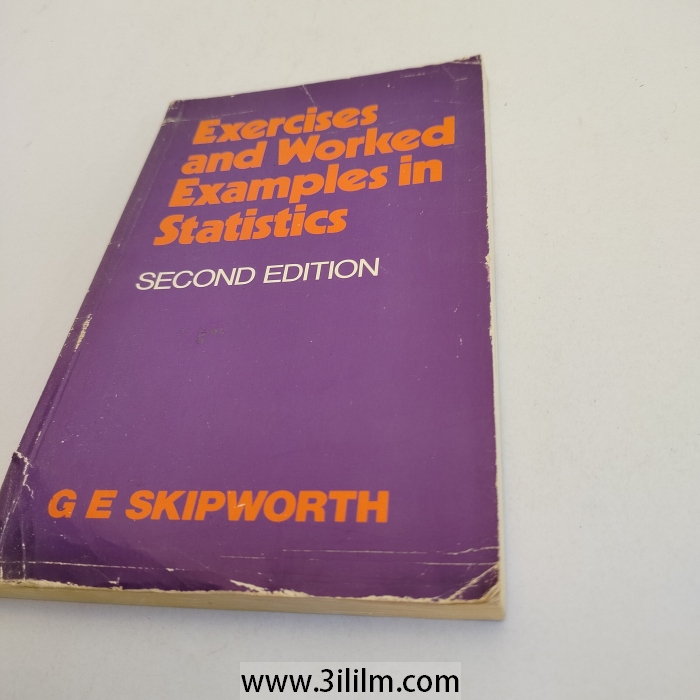 Exercises
and Worked
Examples in
Statistics
SECOND EDITION
G E SKIPWORTH
www.3ililm.com